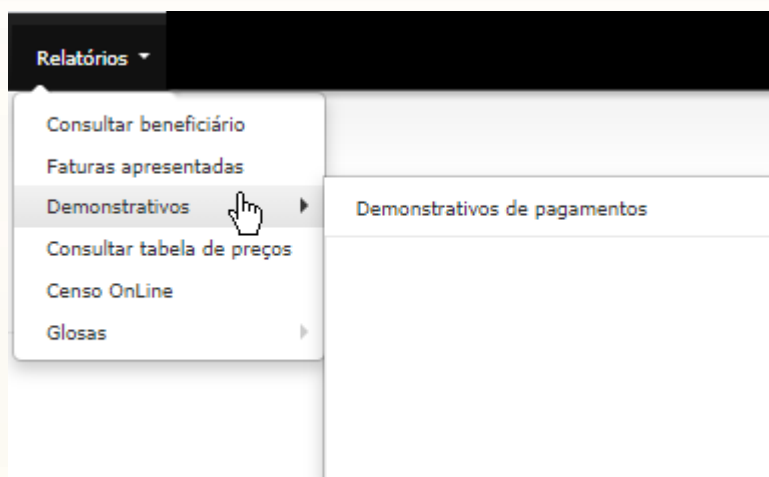 Relatórios
Consultar beneficiário
Faturas apresentadas
Demonstrativos
Demonstrativos de pagamentos
Consultar tabela de preços
Censo OnLine
Glosas